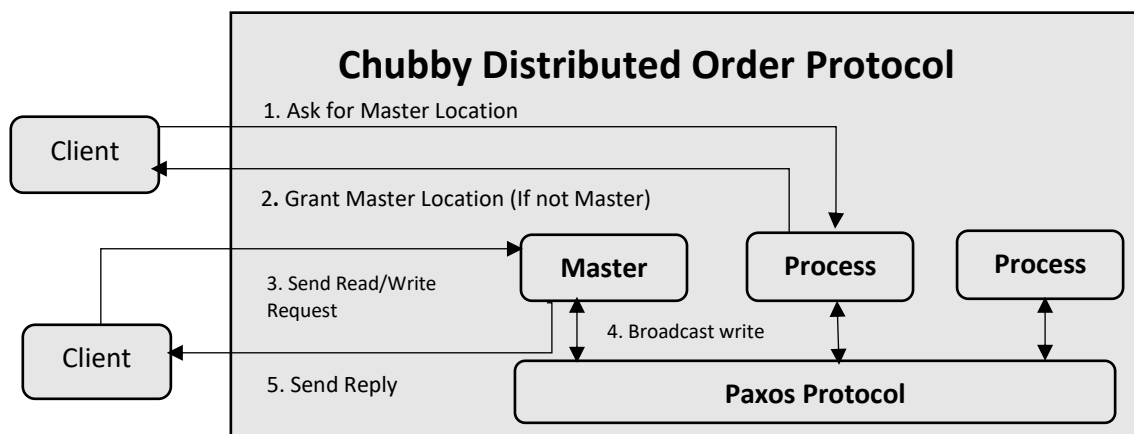 Chubby Distributed Order Protocol
1. Ask for Master Location
Client
2. Grant Master Location (If not Master)
Master
Process
Process
3. Send Read/Write
Request
4. Broadcast write
Client
5. Send Reply
Paxos Protocol